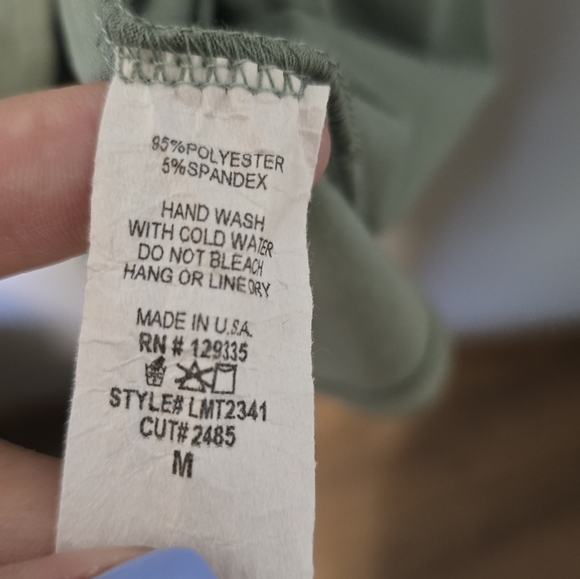 95%POLYESTER
5%SPANDEX
HAND WASH
WITH COLD WATER
DO NOT BLEACH
HANG OR LINE DRY
MADE IN U.S.A.
RN # 129335
STYLE# LMT2341
CUT# 2485
M